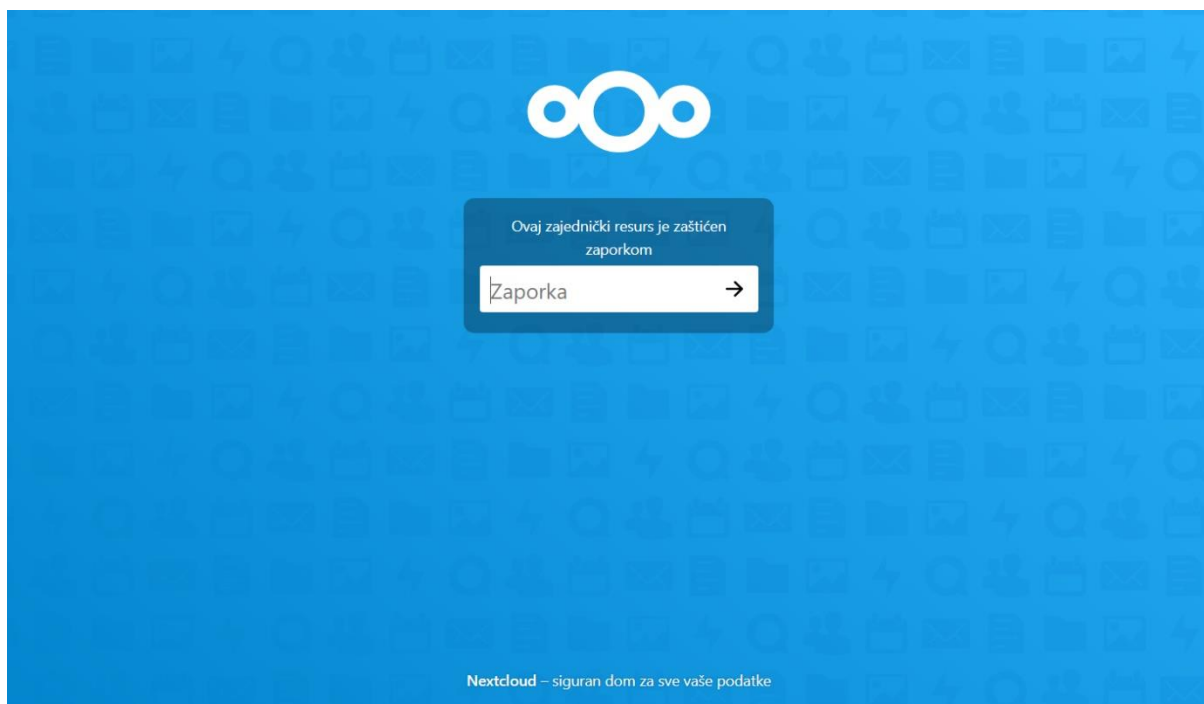 Ovaj zajednički resurs je zaštićen
zaporkom
Zaporka
Nextcloud – siguran dom za sve vaše podatke